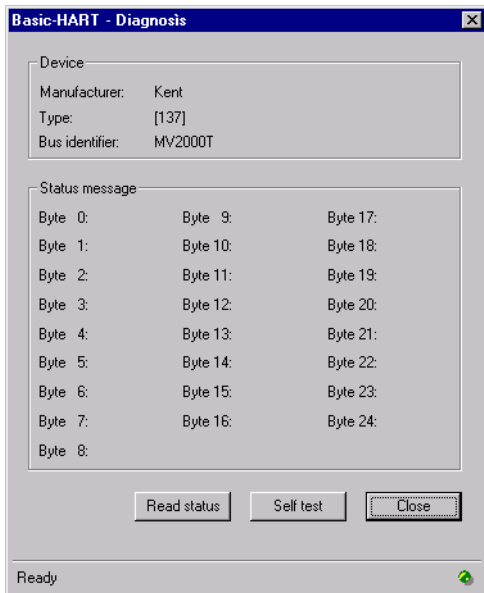 Basic-HART - Diagnosis
Device
Manufacturer: Kent
Type: [137]
Bus identifier: MV2000T
Status message
Byte 0: Byte 9: Byte 17:
Byte 1: Byte 10: Byte 18:
Byte 2: Byte 11: Byte 19:
Byte 3: Byte 12: Byte 20:
Byte 4: Byte 13: Byte 21:
Byte 5: Byte 14: Byte 22:
Byte 6: Byte 15: Byte 23:
Byte 7: Byte 16: Byte 24:
Byte 8:
Read status Self test Close
Ready